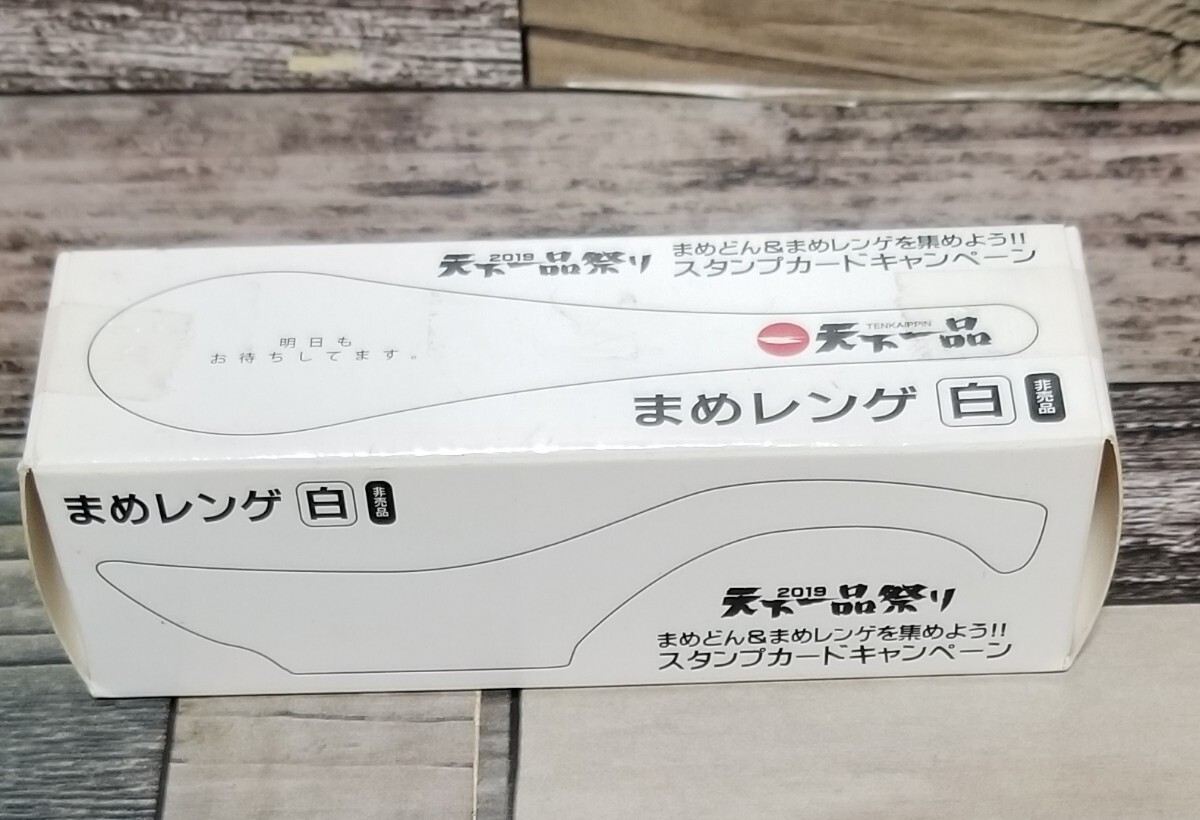 2019
天下一品祭り
まめどん&まめレンゲを集めよう!!
スタンプカードキャンペーン
明日も
お待ちしてます。
TENKAIPPIN
天下一品
まめレンゲ 白 非売品
まめレンゲ 白 非売品
2019
天下一品祭り
まめどん&まめレンゲを集めよう!!
スタンプカードキャンペーン